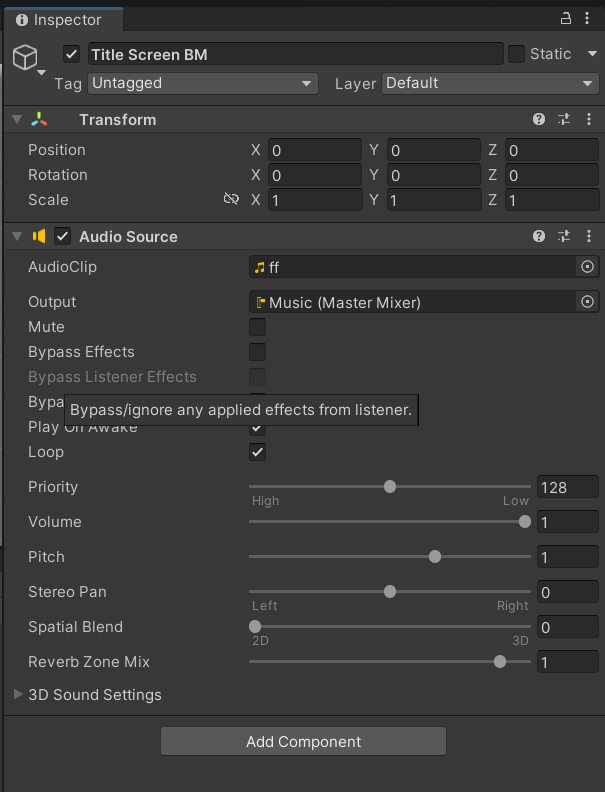 Inspector
Title Screen BM Static
Tag Untagged Layer Default
Transform
Position X 0 Y 0 Z 0
Rotation X 0 Y 0 Z 0
Scale X 1 Y 1 Z 1
Audio Source
AudioClip ff
Output Music (Master Mixer)
Mute
Bypass Effects
Bypass Listener Effects
Bypa
Bypass/ignore any applied effects from listener.
Play On Awake
Loop
Priority 128
High Low
Volume 1
Pitch 1
Stereo Pan 0
Left Right
Spatial Blend 0
2D 3D
Reverb Zone Mix 1
3D Sound Settings
Add Component